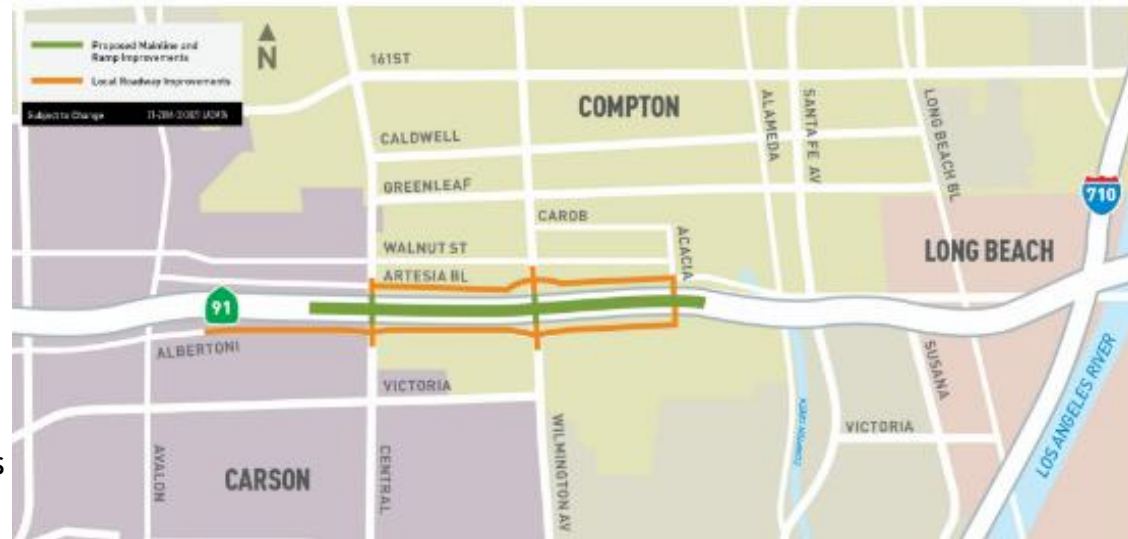 Proposed Mainline and
Ramp Improvements
Local Roadway Improvements
Subject to Change
N
161ST
COMPTON
ALAMEDA
SANTA FE AV
LONG BEACH BL
CALDWELL
GREENLEAF
710
CAROB
ACACIA
LONG BEACH
WALNUT ST
ARTESIA BL
91
ALBERTONI
VICTORIA
SUSANA
LOS ANGELES RIVER
WILMINGTON AV
VICTORIA
AVALON
CENTRAL
CARSON
s